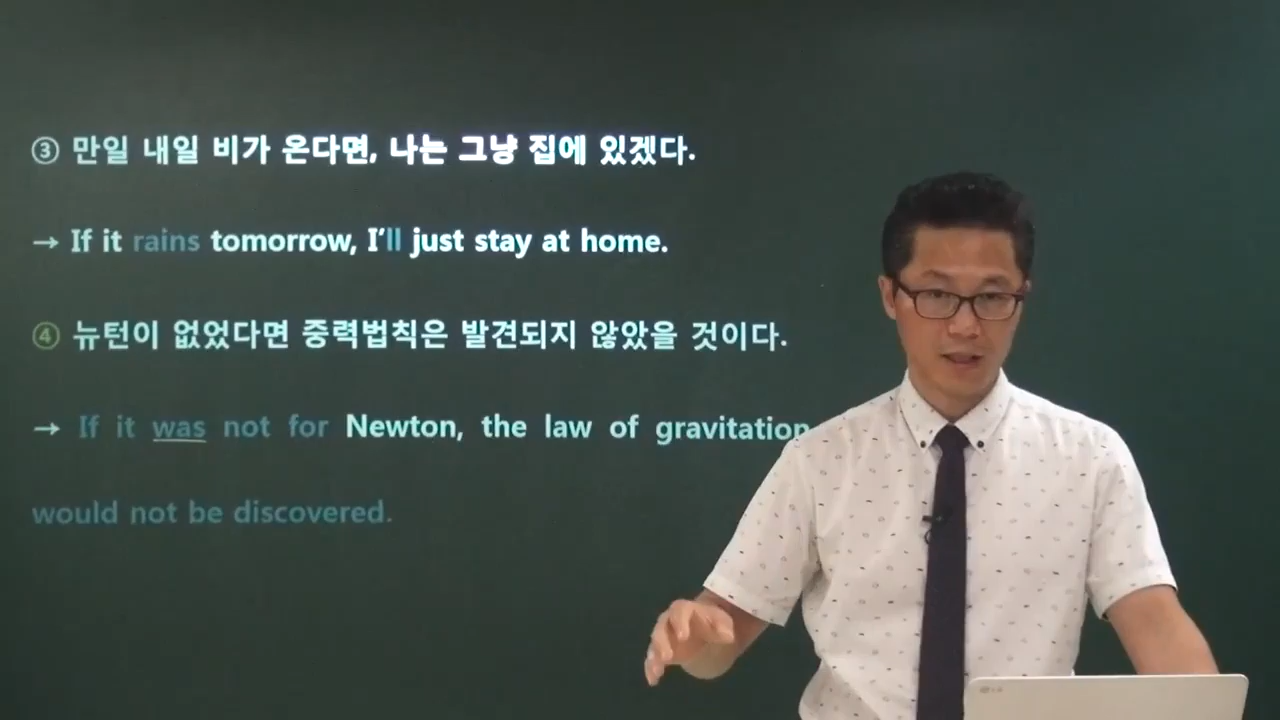 ③ 만일 내일 비가 온다면, 나는 그냥 집에 있겠다.
→ If it rains tomorrow, I’ll just stay at home.
④ 뉴턴이 없었다면 중력법칙은 발견되지 않았을 것이다.
→ If it was not for Newton, the law of gravitation
would not be discovered.